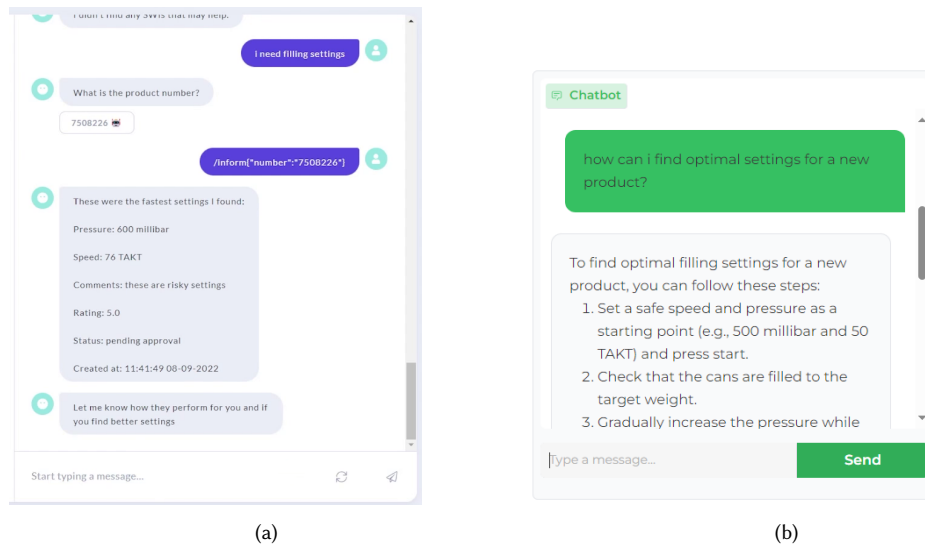 I didn't find any SWIs that may help.
i need filling settings
What is the product number?
7508226
/inform{"number":"7508226"}
These were the fastest settings I found:
Pressure: 600 millibar
Speed: 76 TAKT
Comments: these are risky settings
Rating: 5.0
Status: pending approval
Created at: 11:41:49 08-09-2022
Let me know how they perform for you and if
you find better settings
Start typing a message...
(a)
Chatbot
how can i find optimal settings for a new
product?
To find optimal filling settings for a new
product, you can follow these steps:
1. Set a safe speed and pressure as a
starting point (e.g., 500 millibar and 50
TAKT) and press start.
2. Check that the cans are filled to the
target weight.
3. Gradually increase the pressure while
Type a message...
Send
(b)